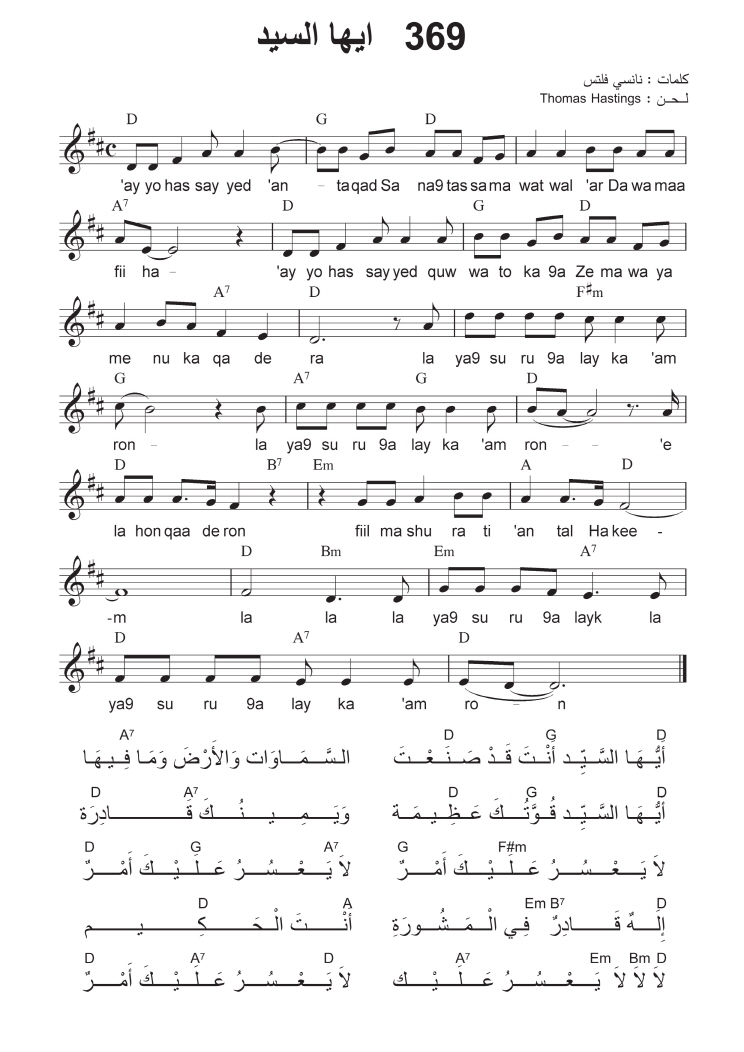 369 ايها السيد
كلمات : نانسي فلتس
لـحـن : Thomas Hastings
D G D
'ay yo has say yed 'an - taqad Sa na9 tas sa ma wat wal 'ar Da wa maa
A7 D G D
fii ha - 'ay yo has say yed quw wa to ka 9a Ze ma wa ya
A7 D F#m
me nu ka qa de ra la ya9 su ru 9a lay ka 'am
G A7 G D
ron - la ya9 su ru 9a lay ka 'am ron - - 'e
D B7 Em A D
la hon qaa de ron fiil ma shu ra ti 'an tal Ha kee -
D Bm Em A7
-m la la la ya9 su ru 9a layk la
D A7 D
ya9 su ru 9a lay ka 'am ro - n
D G D A7
أَيُّـهَـا السَّـيِّـد أَنْـتَ قَـدْ صَـنَـعْـتَ السَّـمَـاوَات وَالأَرْضَ وَمَـا فِـيـهَـا
D G D A7 D
أَيُّـهَـا السَّـيِّـد قُـوَّتُـكَ عَـظِـيـمَـة وَيَـمِـيـنُـكَ قَـادِرَة
F#m G A7 G D
لاَ يَـعْـسُـرُ عَـلَـيْـكَ أَمْـرٌ لاَ يَـعْـسُـرُ عَـلَـيْـكَ أَمْـرٌ
D Em B7 A D
إِلَـهٌ قَـادِرٌ فِـي الْـمَـشُـورَةِ أَنْـتَ الْـحَـكِـيـم
D Bm Em A7 D A7 D
لاَ لاَ لاَ يَـعْـسُـرُ عَـلَـيْـك لاَ يَـعْـسُـرُ عَـلَـيْـكَ أَمْـرٌ